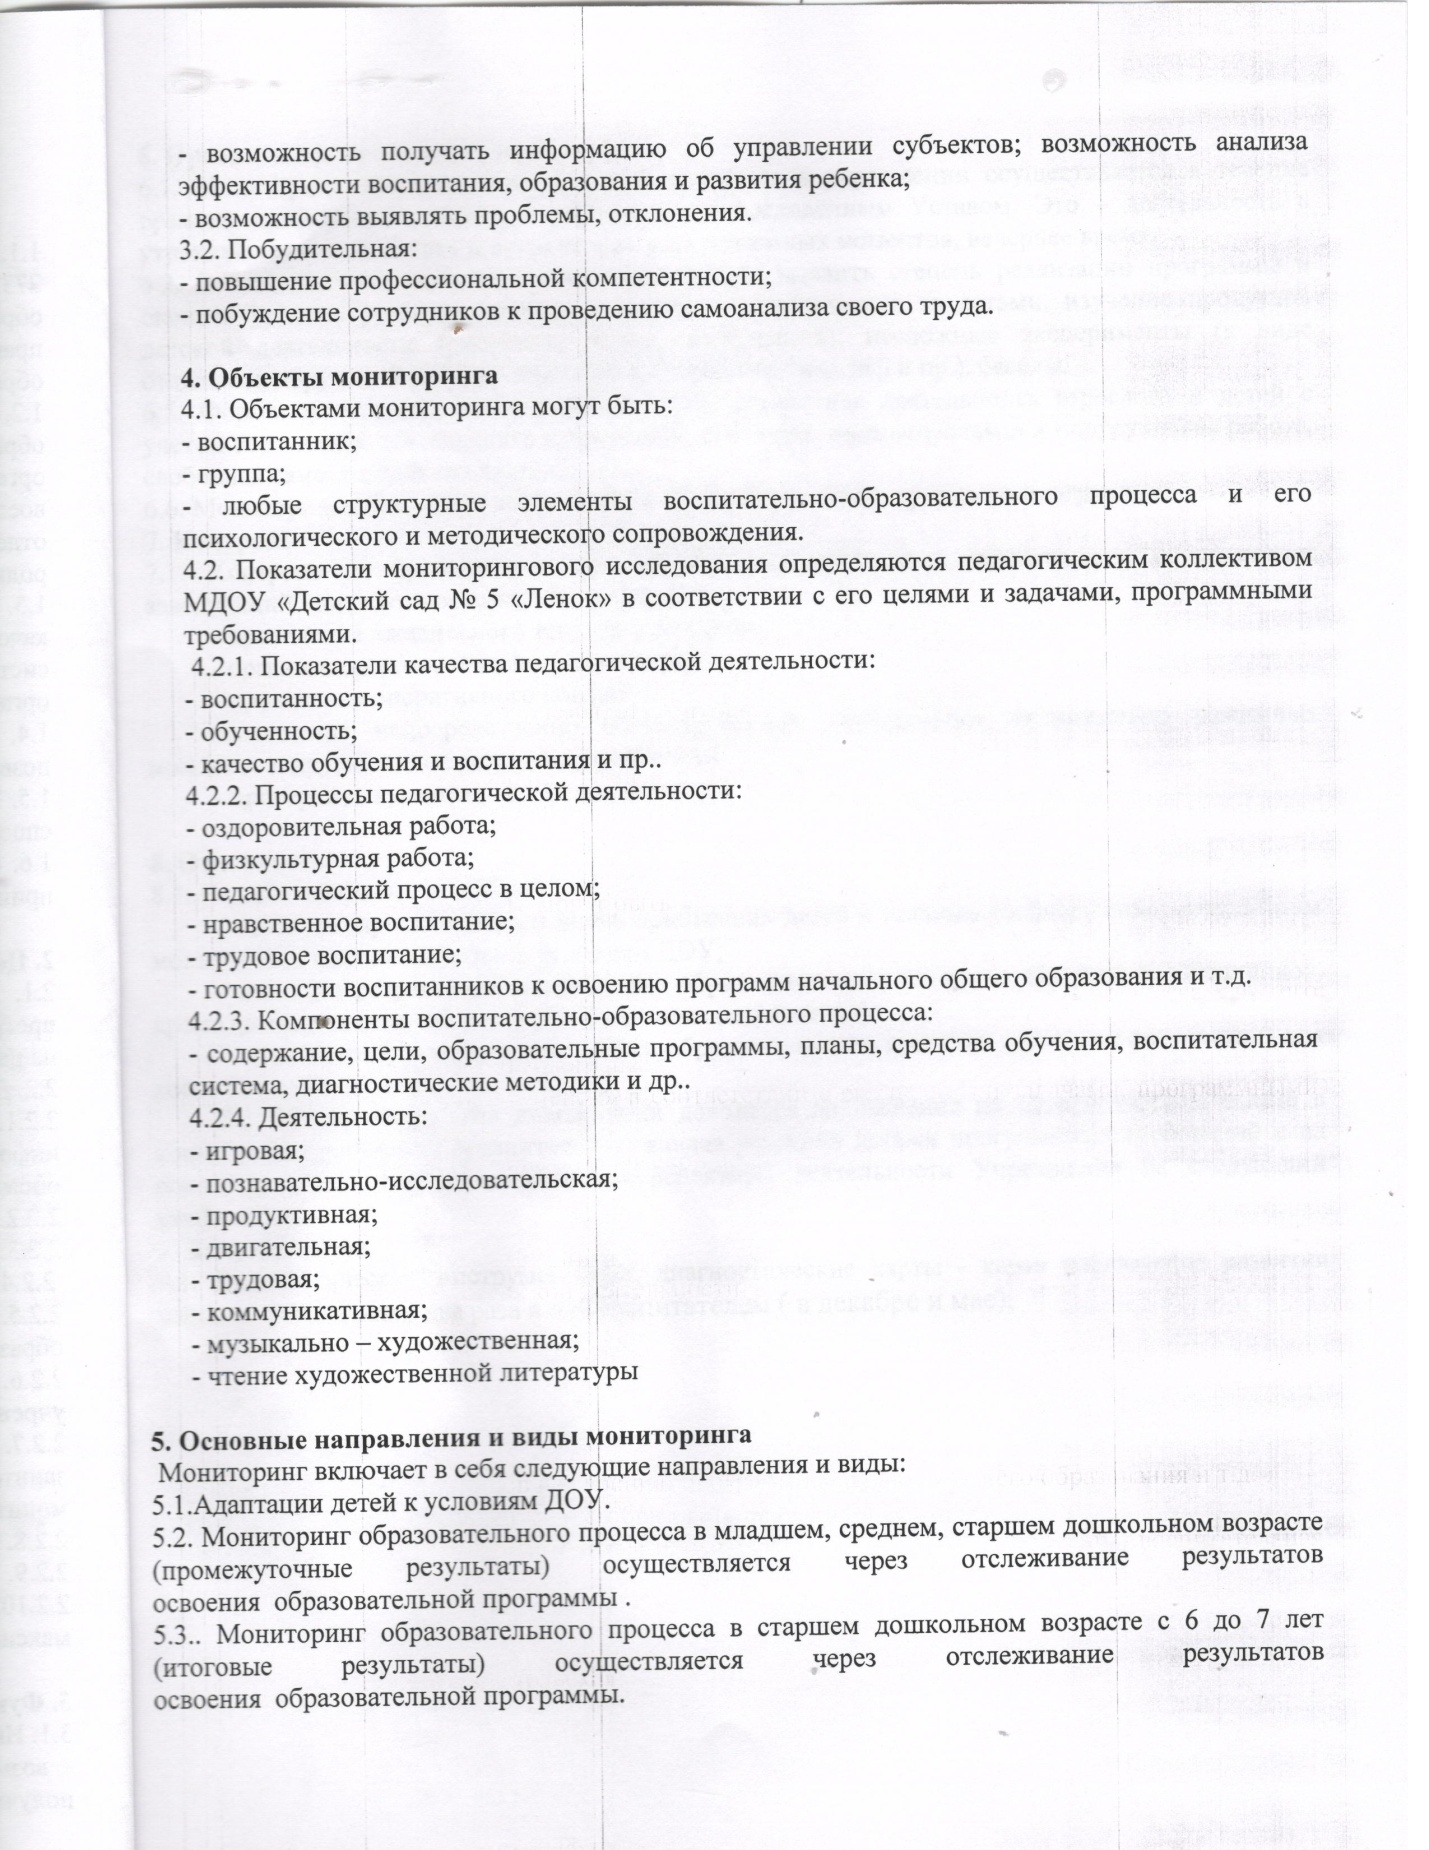 - возможность получать информацию об управлении субъектов; возможность анализа
эффективности воспитания, образования и развития ребенка;
- возможность выявлять проблемы, отклонения.
3.2. Побудительная:
- повышение профессиональной компетентности;
- побуждение сотрудников к проведению самоанализа своего труда.
4. Объекты мониторинга
4.1. Объектами мониторинга могут быть:
- воспитанник;
- группа;
- любые структурные элементы воспитательно-образовательного процесса и его
психологического и методического сопровождения.
4.2. Показатели мониторингового исследования определяются педагогическим коллективом
МДОУ «Детский сад № 5 «Ленок» в соответствии с его целями и задачами, программными
требованиями.
4.2.1. Показатели качества педагогической деятельности:
- воспитанность;
- обученность;
- качество обучения и воспитания и пр..
4.2.2. Процессы педагогической деятельности:
- оздоровительная работа;
- физкультурная работа;
- педагогический процесс в целом;
- нравственное воспитание;
- трудовое воспитание;
- готовности воспитанников к освоению программ начального общего образования и т.д.
4.2.3. Компоненты воспитательно-образовательного процесса:
- содержание, цели, образовательные программы, планы, средства обучения, воспитательная
система, диагностические методики и др..
4.2.4. Деятельность:
- игровая;
- познавательно-исследовательская;
- продуктивная;
- двигательная;
- трудовая;
- коммуникативная;
- музыкально – художественная;
- чтение художественной литературы
5. Основные направления и виды мониторинга
Мониторинг включает в себя следующие направления и виды:
5.1.Адаптации детей к условиям ДОУ.
5.2. Мониторинг образовательного процесса в младшем, среднем, старшем дошкольном возрасте
(промежуточные результаты) осуществляется через отслеживание результатов
освоения образовательной программы .
5.3.. Мониторинг образовательного процесса в старшем дошкольном возрасте с 6 до 7 лет
(итоговые результаты) осуществляется через отслеживание результатов
освоения образовательной программы.